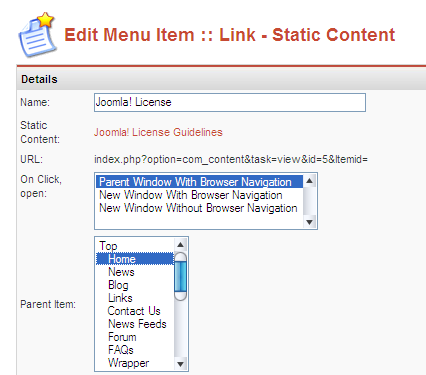 Edit Menu Item :: Link - Static Content
Details
Name: Joomla! License
Static Content: Joomla! License Guidelines
URL: index.php?option=com_content&task=view&id=5&Itemid=
On Click, open:
Parent Window With Browser Navigation
New Window With Browser Navigation
New Window Without Browser Navigation
Parent Item:
Top
Home
News
Blog
Links
Contact Us
News Feeds
Forum
FAQs
Wrapper